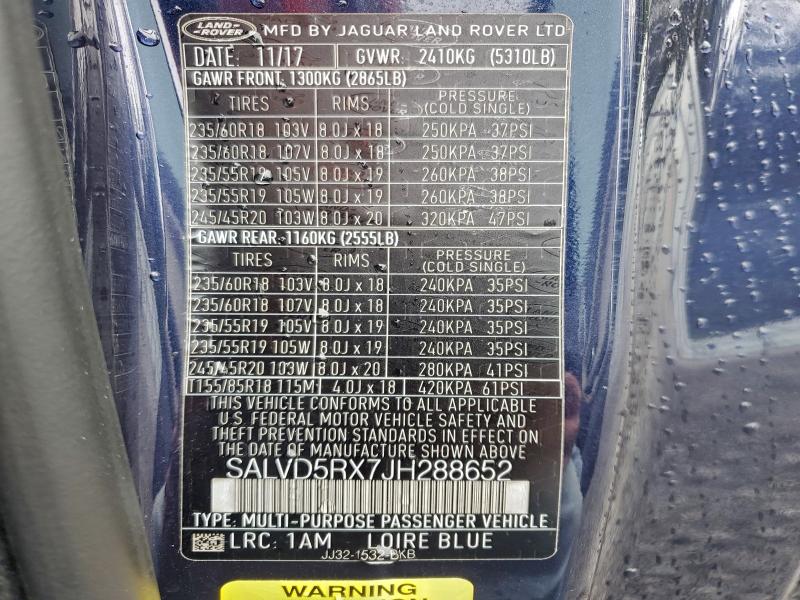 LAND-ROVER MFD BY JAGUAR LAND ROVER LTD
DATE: 11/17 GVWR: 2410KG (5310LB)
GAWR FRONT: 1300KG (2865LB)
TIRES RIMS PRESSURE (COLD SINGLE)
235/60R18 103V 8.0J x 18 250KPA 37PSI
235/60R18 107V 8.0J x 18 250KPA 37PSI
235/55R19 105V 8.0J x 19 260KPA 38PSI
235/55R19 105W 8.0J x 19 260KPA 38PSI
245/45R20 103W 8.0J x 20 320KPA 47PSI
GAWR REAR: 1160KG (2555LB)
TIRES RIMS PRESSURE (COLD SINGLE)
235/60R18 103V 8.0J x 18 240KPA 35PSI
235/60R18 107V 8.0J x 18 240KPA 35PSI
235/55R19 105V 8.0J x 19 240KPA 35PSI
235/55R19 105W 8.0J x 19 240KPA 35PSI
245/45R20 103W 8.0J x 20 280KPA 41PSI
T155/85R18 115M 4.0J x 18 420KPA 61PSI
THIS VEHICLE CONFORMS TO ALL APPLICABLE
U.S. FEDERAL MOTOR VEHICLE SAFETY AND
THEFT PREVENTION STANDARDS IN EFFECT ON
THE DATE OF MANUFACTURE SHOWN ABOVE
SALVD5RX7JH288652
TYPE: MULTI-PURPOSE PASSENGER VEHICLE
LRC: 1AM LOIRE BLUE
JJ32-1532-BKB
WARNING